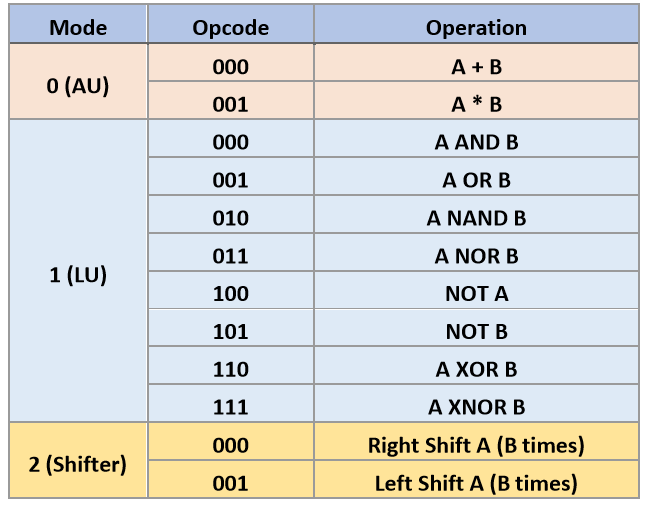 Mode Opcode Operation
0 (AU)
000 A + B
001 A * B
1 (LU)
000 A AND B
001 A OR B
010 A NAND B
011 A NOR B
100 NOT A
101 NOT B
110 A XOR B
111 A XNOR B
2 (Shifter)
000 Right Shift A (B times)
001 Left Shift A (B times)